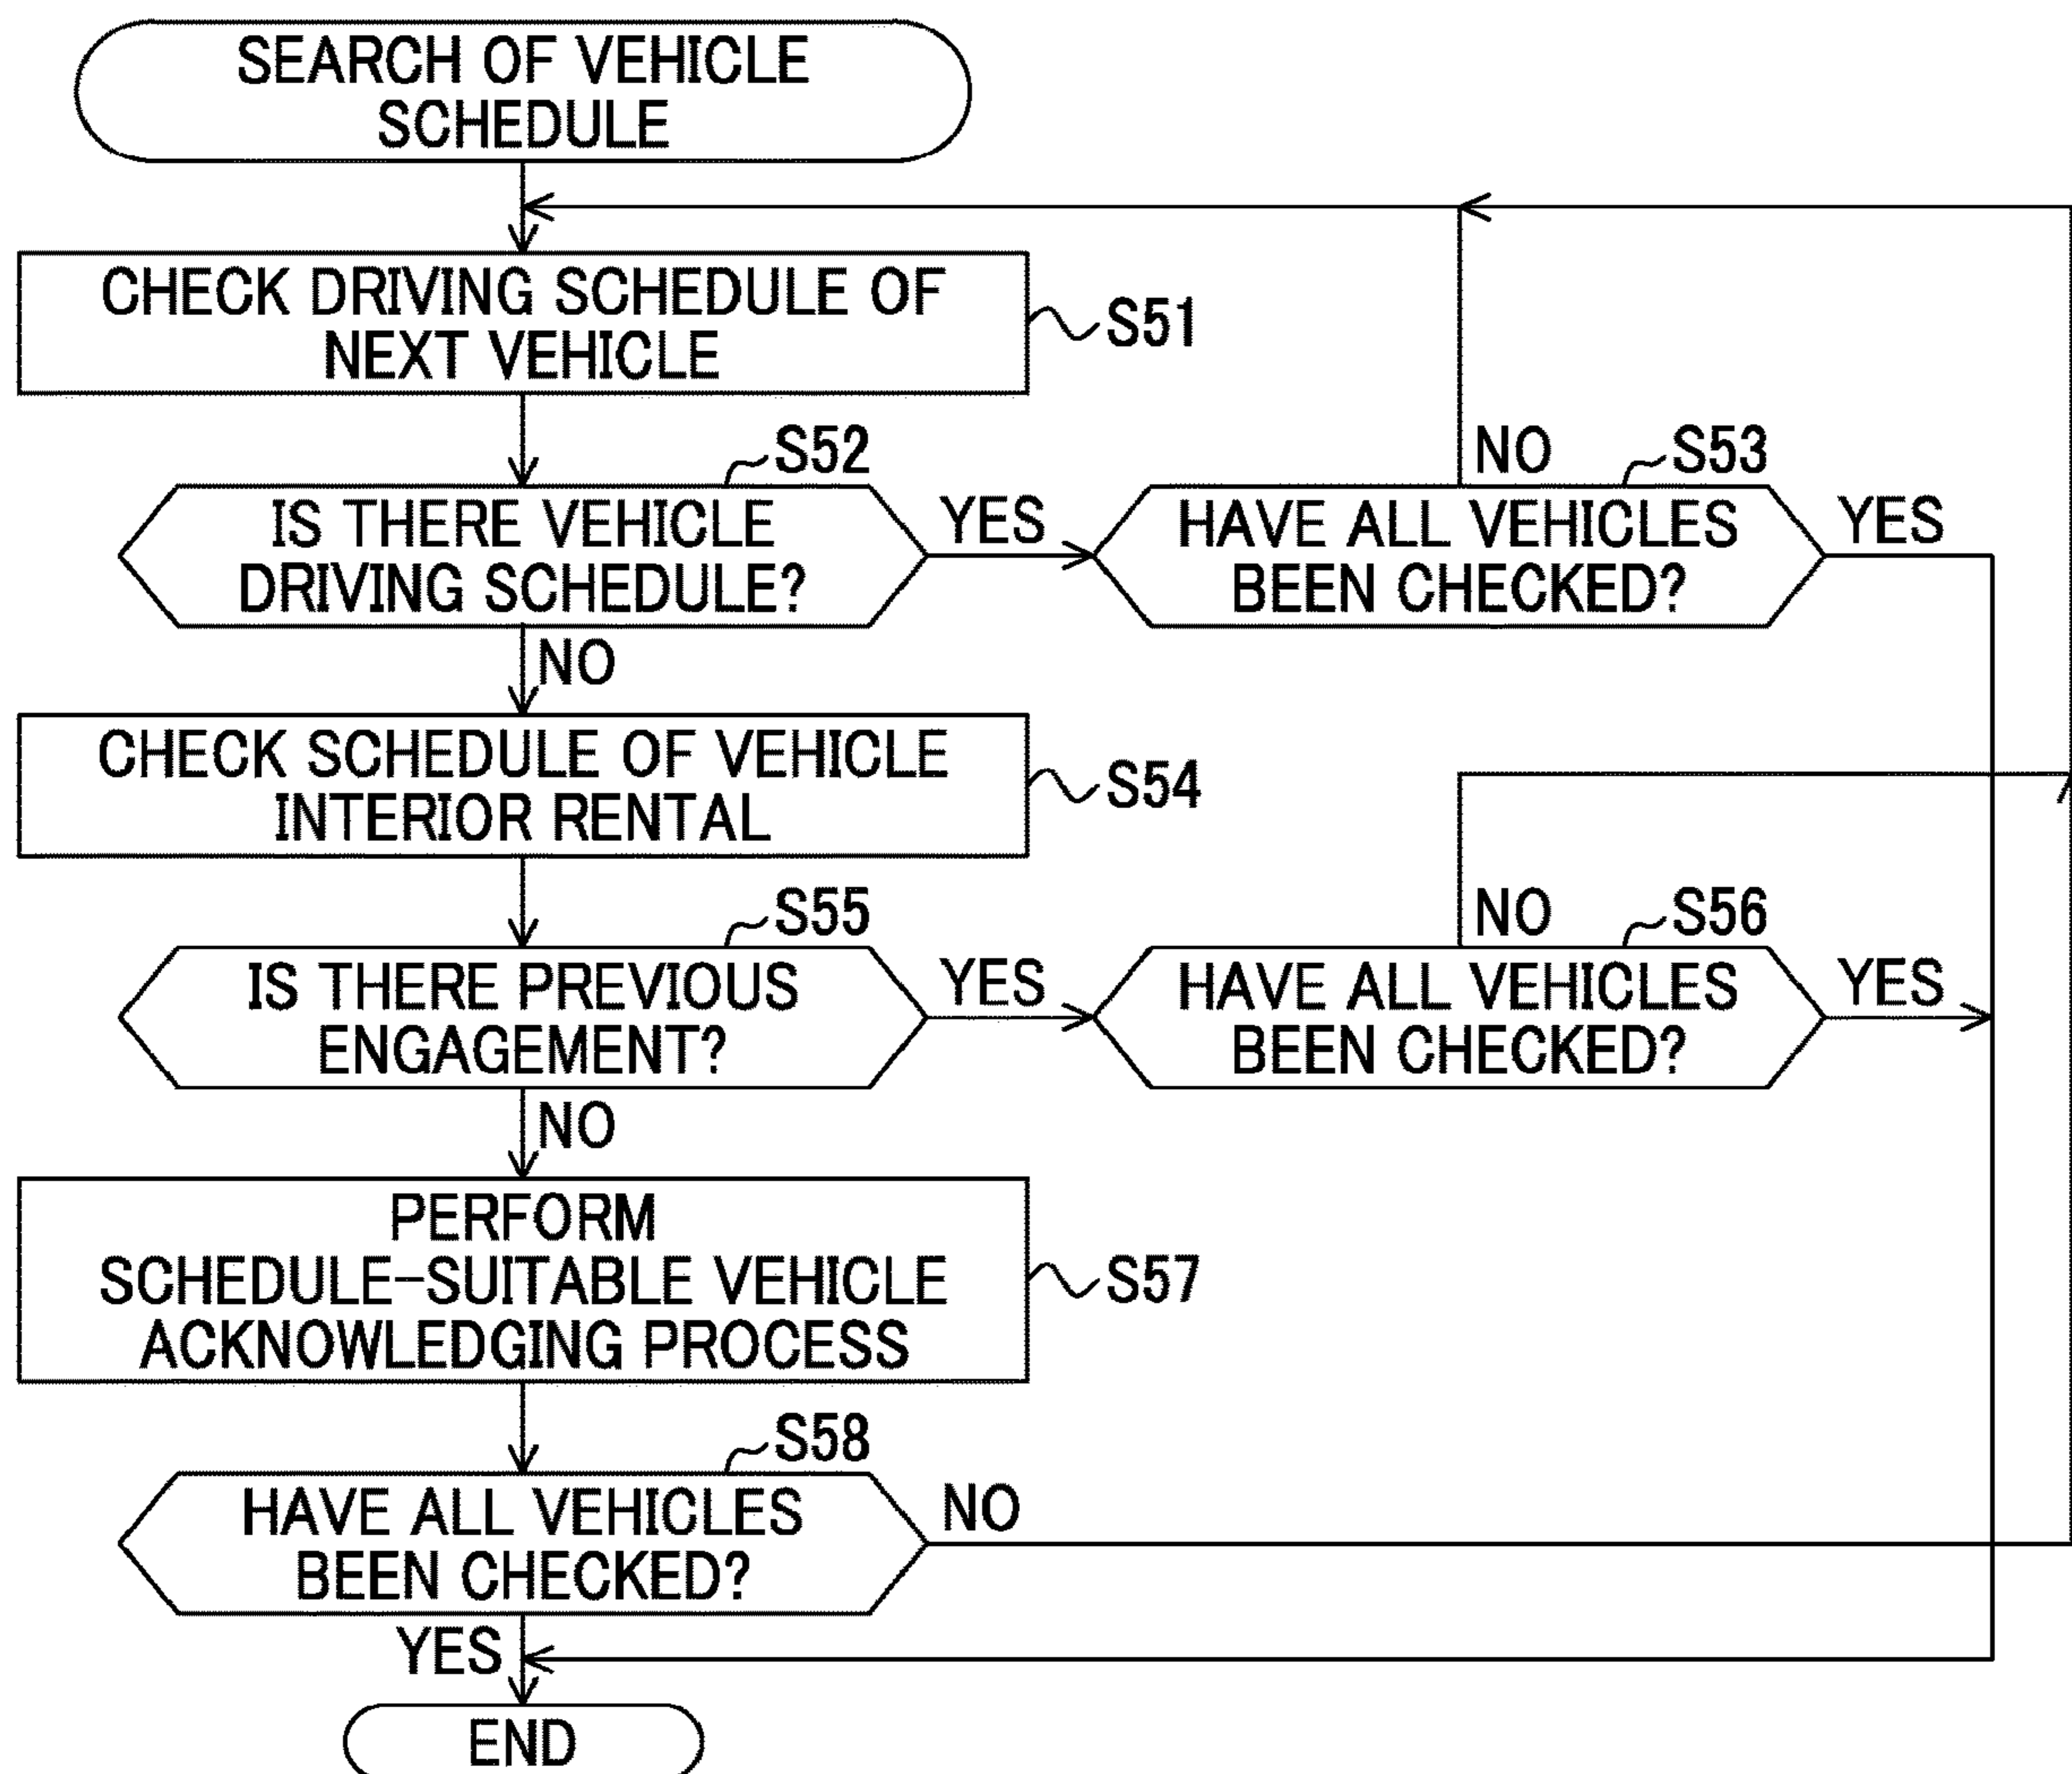 SEARCH OF VEHICLE
SCHEDULE
CHECK DRIVING SCHEDULE OF
NEXT VEHICLE
S51
S52
IS THERE VEHICLE
DRIVING SCHEDULE?
YES
NO
S53
NO
HAVE ALL VEHICLES
BEEN CHECKED?
YES
CHECK SCHEDULE OF VEHICLE
INTERIOR RENTAL
S54
S55
IS THERE PREVIOUS
ENGAGEMENT?
YES
NO
S56
NO
HAVE ALL VEHICLES
BEEN CHECKED?
YES
PERFORM
SCHEDULE-SUITABLE VEHICLE
ACKNOWLEDGING PROCESS
S57
S58
HAVE ALL VEHICLES
BEEN CHECKED?
NO
YES
END